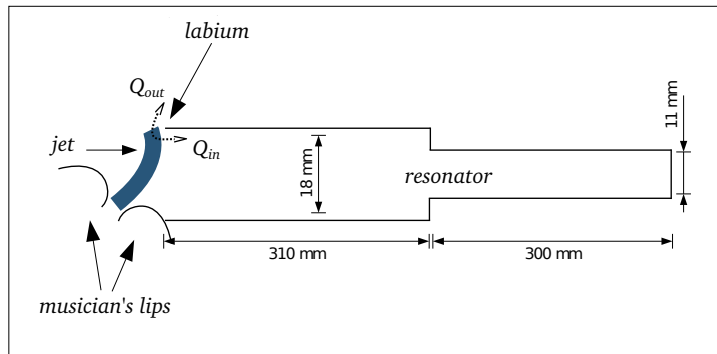 labium
Q_out
jet
Q_in
11 mm
18 mm
resonator
310 mm
300 mm
musician's lips